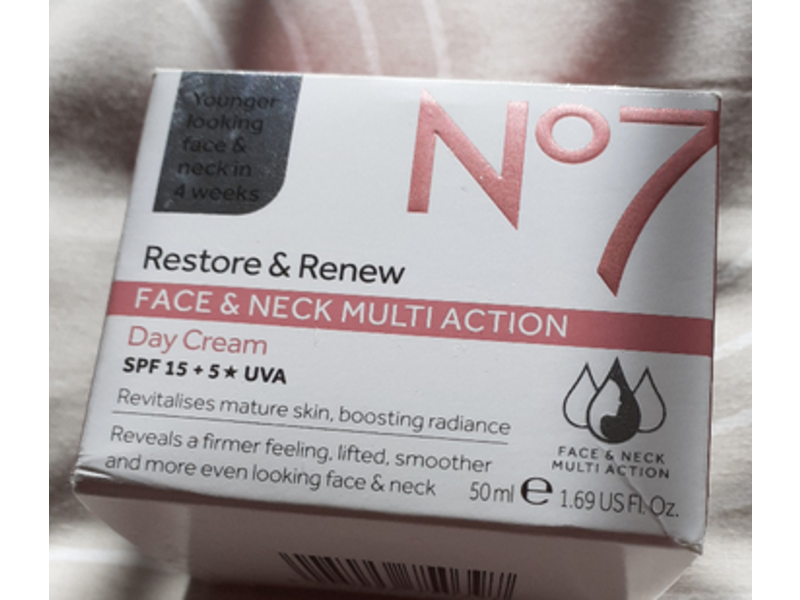 Younger
looking
face &
neck in
4 weeks
No7
Restore & Renew
FACE & NECK MULTI ACTION
Day Cream
SPF 15 + 5★ UVA
Revitalises mature skin, boosting radiance
Reveals a firmer feeling, lifted, smoother
and more even looking face & neck
FACE & NECK
MULTI ACTION
50ml ℮ 1.69 US Fl. Oz.